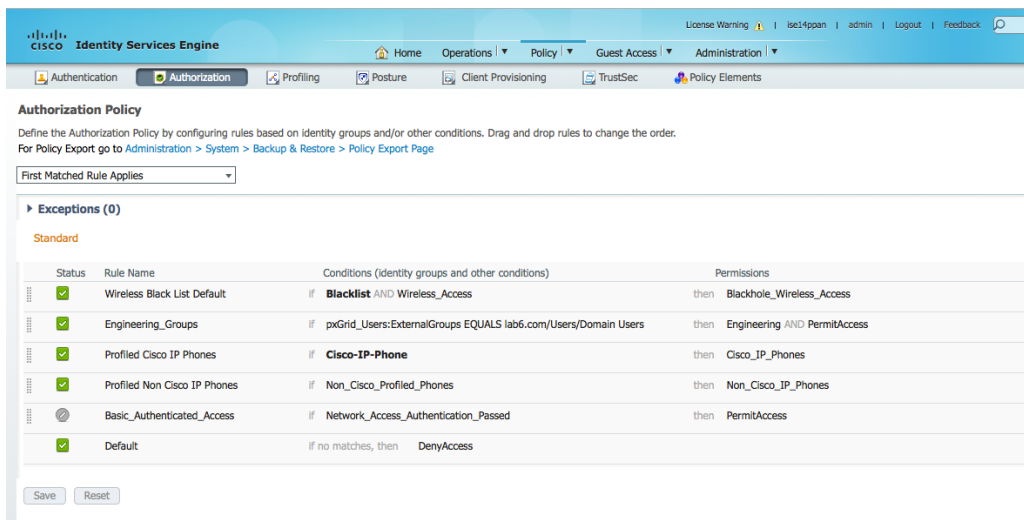 License Warning | ise14ppan | admin | Logout | Feedback
cisco Identity Services Engine
Home Operations | Policy | Guest Access | Administration |
Authentication Authorization Profiling Posture Client Provisioning TrustSec Policy Elements
Authorization Policy
Define the Authorization Policy by configuring rules based on identity groups and/or other conditions. Drag and drop rules to change the order.
For Policy Export go to Administration > System > Backup & Restore > Policy Export Page
First Matched Rule Applies
Exceptions (0)
Standard
Status Rule Name Conditions (identity groups and other conditions) Permissions
Wireless Black List Default if Blacklist AND Wireless_Access then Blackhole_Wireless_Access
Engineering_Groups if pxGrid_Users:ExternalGroups EQUALS lab6.com/Users/Domain Users then Engineering AND PermitAccess
Profiled Cisco IP Phones if Cisco-IP-Phone then Cisco_IP_Phones
Profiled Non Cisco IP Phones if Non_Cisco_Profiled_Phones then Non_Cisco_IP_Phones
Basic_Authenticated_Access if Network_Access_Authentication_Passed then PermitAccess
Default if no matches, then DenyAccess
Save Reset